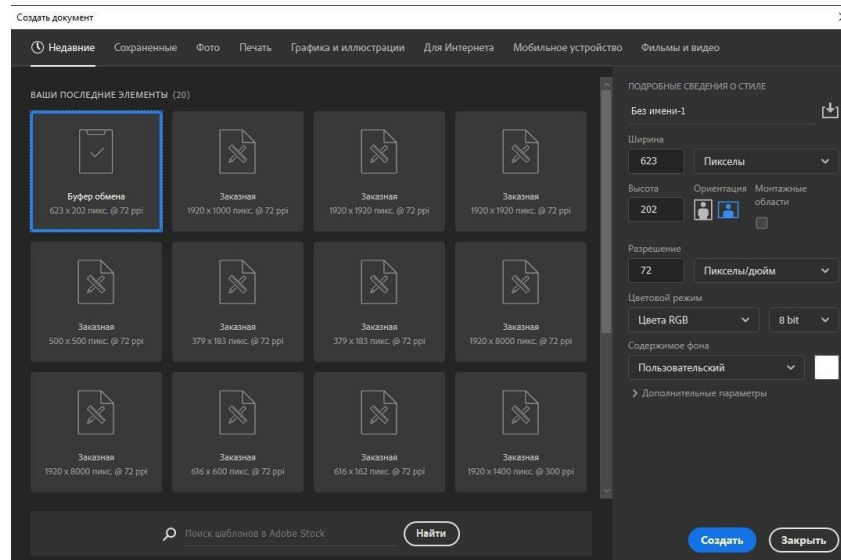 Создать документ
Недавние
Сохраненные
Фото
Печать
Графика и иллюстрации
Для Интернета
Мобильное устройство
Фильмы и видео
ВАШИ ПОСЛЕДНИЕ ЭЛЕМЕНТЫ (20)
Буфер обмена
623 x 202 пикс. @ 72 ppi
Заказная
1920 x 1000 пикс. @ 72 ppi
Заказная
1920 x 1920 пикс. @ 72 ppi
Заказная
1920 x 1920 пикс. @ 72 ppi
Заказная
500 x 500 пикс. @ 72 ppi
Заказная
379 x 183 пикс. @ 72 ppi
Заказная
379 x 183 пикс. @ 72 ppi
Заказная
1920 x 8000 пикс. @ 72 ppi
Заказная
1920 x 8000 пикс. @ 72 ppi
Заказная
616 x 600 пикс. @ 72 ppi
Заказная
616 x 162 пикс. @ 72 ppi
Заказная
1920 x 1400 пикс. @ 300 ppi
Поиск шаблонов в Adobe Stock
Найти
ПОДРОБНЫЕ СВЕДЕНИЯ О СТИЛЕ
Без имени-1
Ширина
623 Пикселы
Высота Ориентация Монтажные области
202
Разрешение
72 Пикселы/дюйм
Цветовой режим
Цвета RGB 8 bit
Содержимое фона
Пользовательский
Дополнительные параметры
Создать
Закрыть